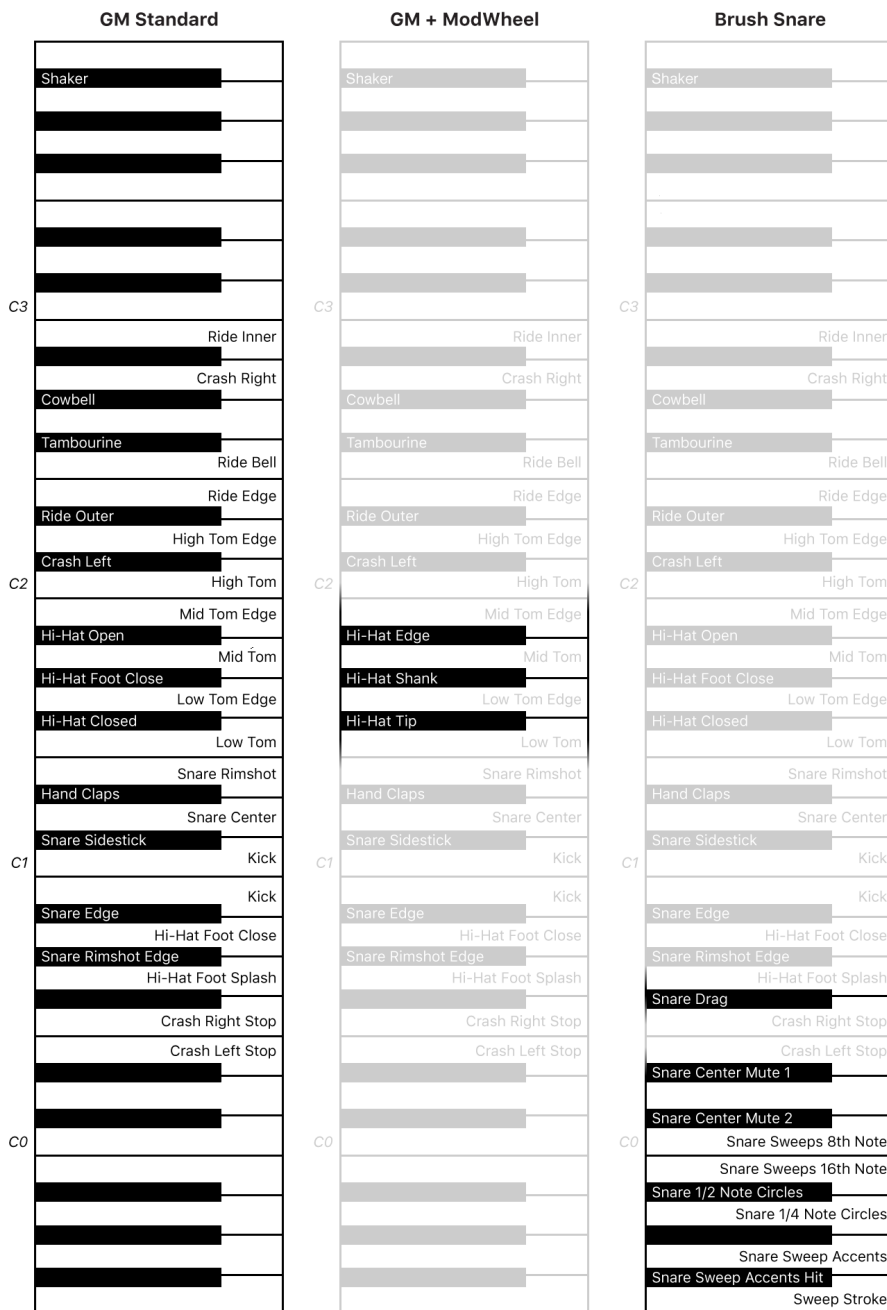 GM Standard
Shaker
C3
Ride Inner
Crash Right
Cowbell
Tambourine
Ride Bell
Ride Edge
Ride Outer
High Tom Edge
Crash Left
C2
High Tom
Mid Tom Edge
Hi-Hat Open
Mid Tom
Hi-Hat Foot Close
Low Tom Edge
Hi-Hat Closed
Low Tom
Snare Rimshot
Hand Claps
Snare Center
Snare Sidestick
C1
Kick
Kick
Snare Edge
Hi-Hat Foot Close
Snare Rimshot Edge
Hi-Hat Foot Splash
Crash Right Stop
Crash Left Stop
C0
GM + ModWheel
Shaker
C3
Ride Inner
Crash Right
Cowbell
Tambourine
Ride Bell
Ride Edge
Ride Outer
High Tom Edge
Crash Left
C2
High Tom
Mid Tom Edge
Hi-Hat Edge
Mid Tom
Hi-Hat Shank
Low Tom Edge
Hi-Hat Tip
Low Tom
Snare Rimshot
Hand Claps
Snare Center
Snare Sidestick
C1
Kick
Kick
Snare Edge
Hi-Hat Foot Close
Snare Rimshot Edge
Hi-Hat Foot Splash
Crash Right Stop
Crash Left Stop
C0
Brush Snare
Shaker
C3
Ride Inner
Crash Right
Cowbell
Tambourine
Ride Bell
Ride Edge
Ride Outer
High Tom Edge
Crash Left
C2
High Tom
Mid Tom Edge
Hi-Hat Open
Mid Tom
Hi-Hat Foot Close
Low Tom Edge
Hi-Hat Closed
Low Tom
Snare Rimshot
Hand Claps
Snare Center
Snare Sidestick
C1
Kick
Kick
Snare Edge
Hi-Hat Foot Close
Snare Rimshot Edge
Hi-Hat Foot Splash
Snare Drag
Crash Right Stop
Crash Left Stop
Snare Center Mute 1
Snare Center Mute 2
C0
Snare Sweeps 8th Note
Snare Sweeps 16th Note
Snare 1/2 Note Circles
Snare 1/4 Note Circles
Snare Sweep Accents
Snare Sweep Accents Hit
Sweep Stroke